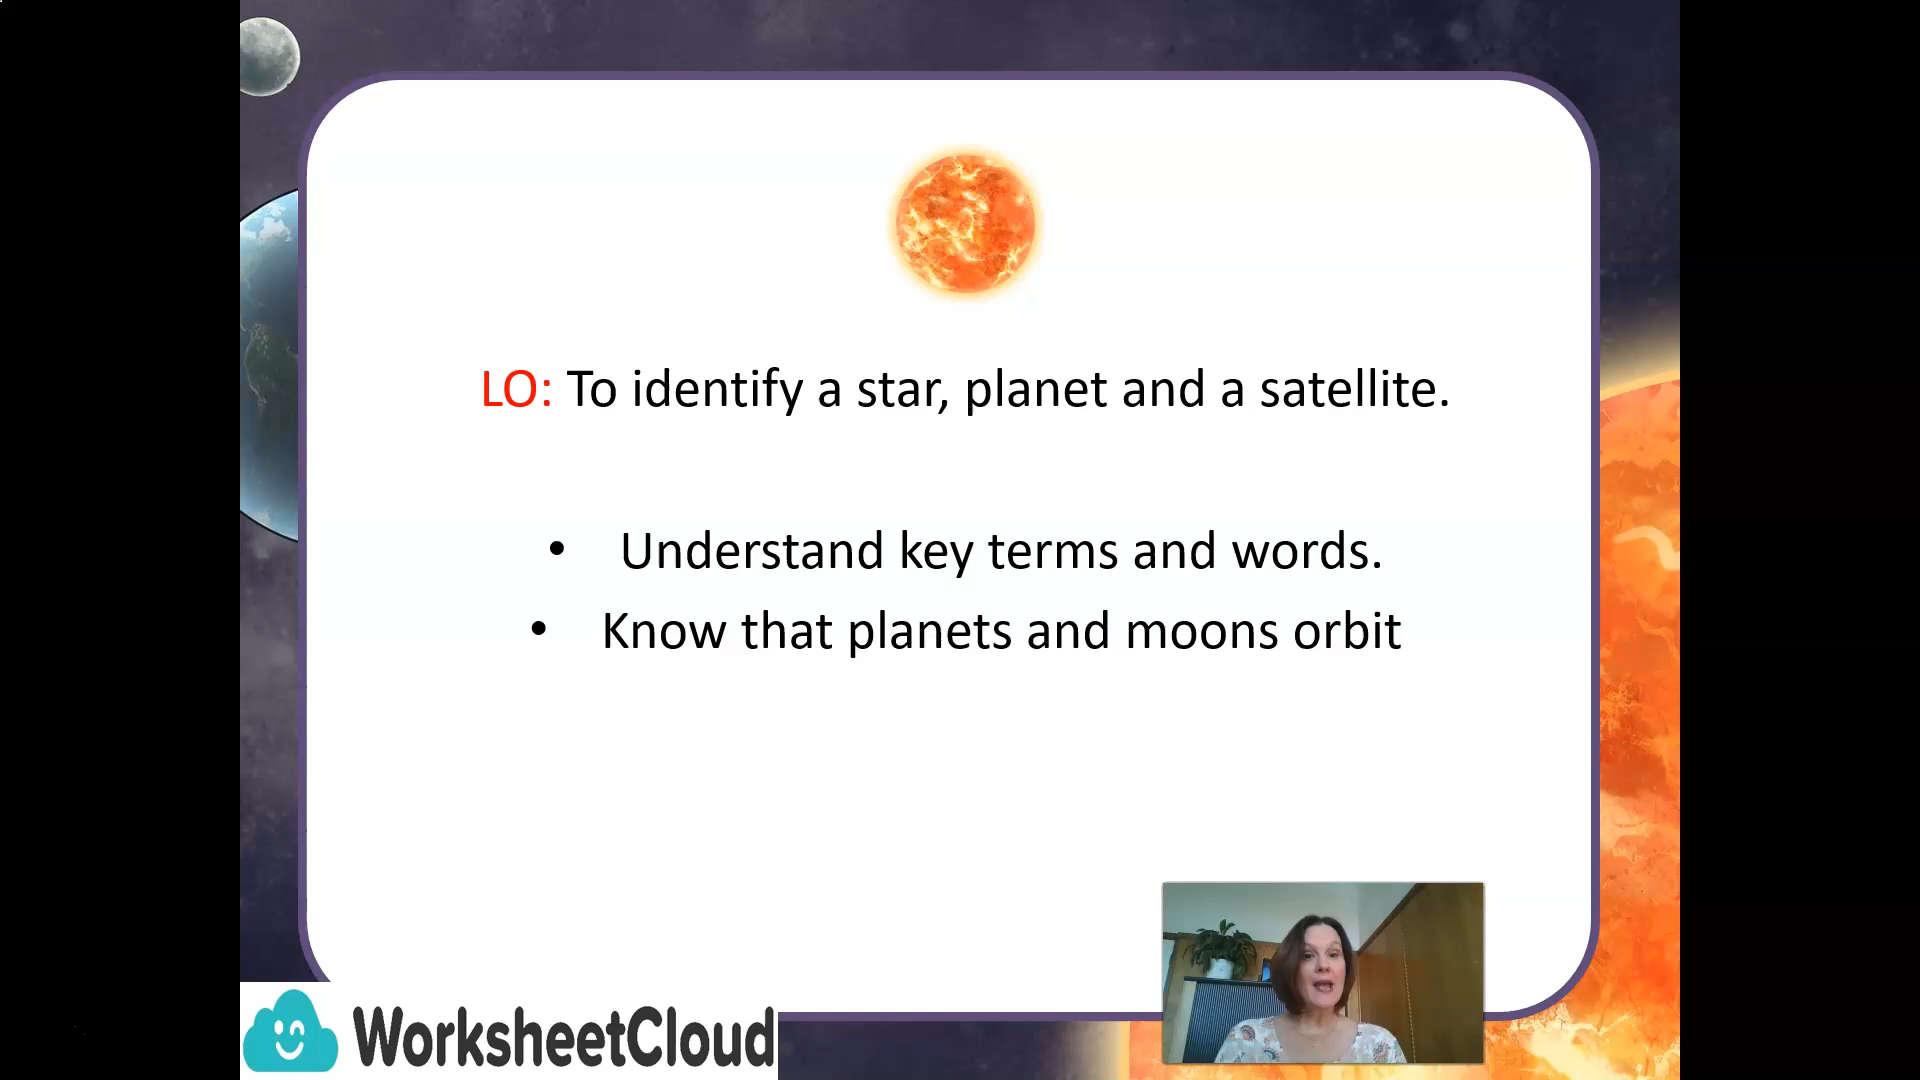 LO: To identify a star, planet and a satellite.
• Understand key terms and words.
• Know that planets and moons orbit
WorksheetCloud